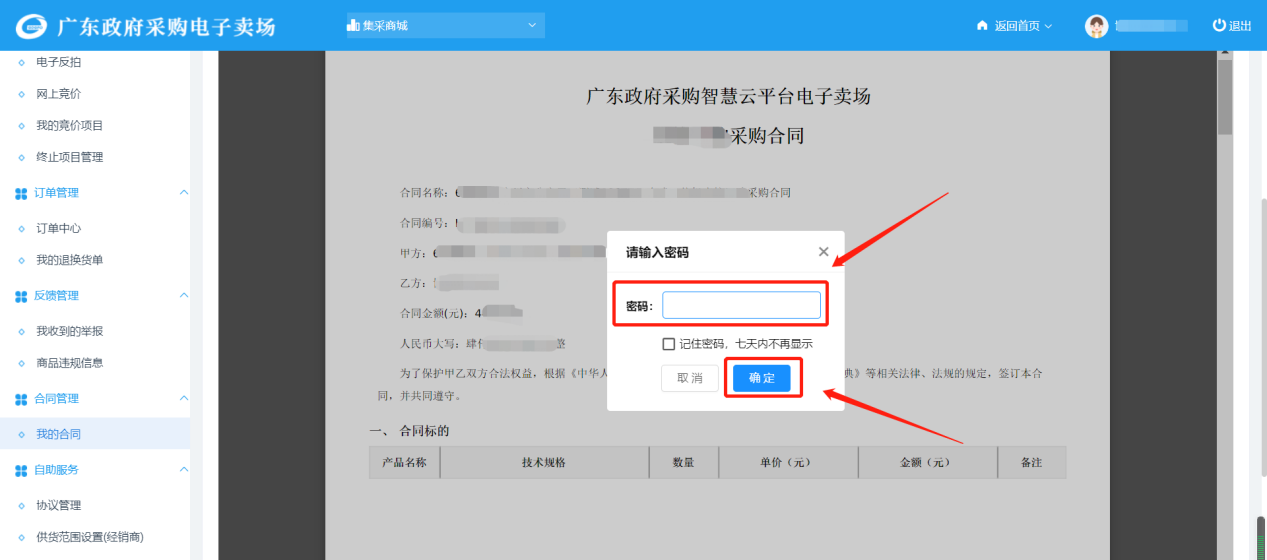 广东政府采购电子卖场
集采商城
返回首页
退出
电子反拍
网上竞价
我的竞价项目
终止项目管理
订单管理
订单中心
我的退换货单
反馈管理
我收到的举报
商品违规信息
合同管理
我的合同
自助服务
协议管理
供货范围设置(经销商)
广东政府采购智慧云平台电子卖场
采购合同
合同名称： 采购合同
合同编号：
甲方：
乙方：
合同金额(元)： 4
人民币大写：肆 整
为了保护甲乙双方合法权益，根据《中华人 典》等相关法律、法规的规定，签订本合
同，并共同遵守。
一、 合同标的
产品名称 技术规格 数量 单价（元） 金额（元） 备注
请输入密码
密码：
记住密码，七天内不再显示
取 消 确 定